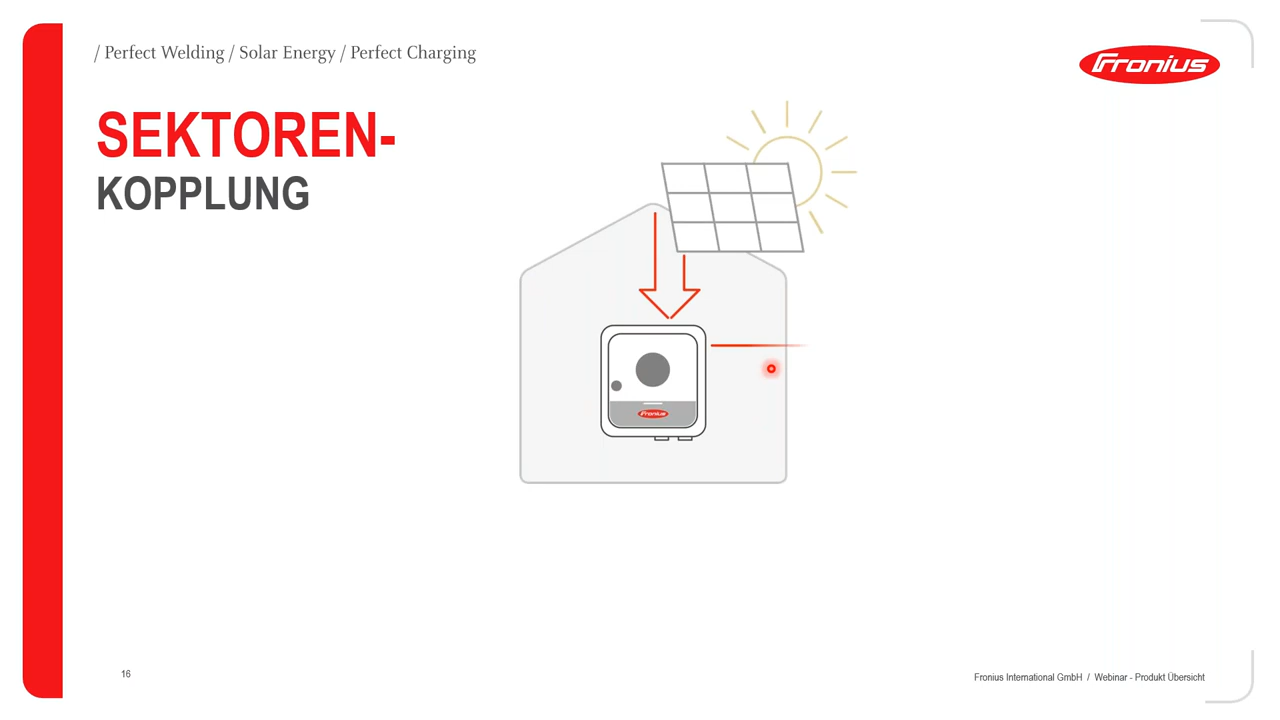 / Perfect Welding / Solar Energy / Perfect Charging
Fronius
SEKTOREN-
KOPPLUNG
Fronius
16
Fronius International GmbH / Webinar - Produkt Übersicht